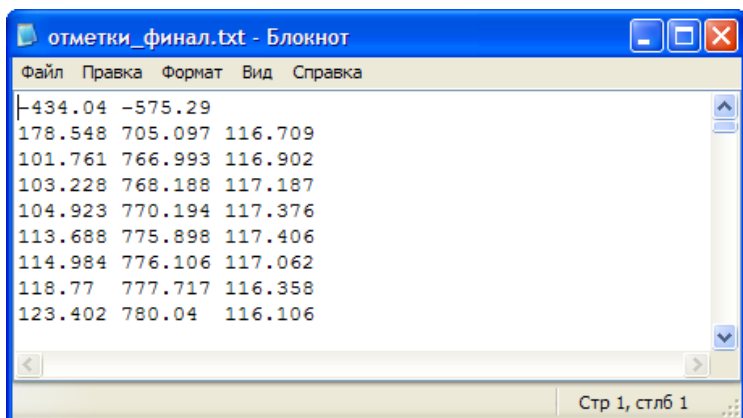 отметки_финал.txt - Блокнот
Файл Правка Формат Вид Справка
-434.04 -575.29
178.548 705.097 116.709
101.761 766.993 116.902
103.228 768.188 117.187
104.923 770.194 117.376
113.688 775.898 117.406
114.984 776.106 117.062
118.77 777.717 116.358
123.402 780.04 116.106
Стр 1, стлб 1